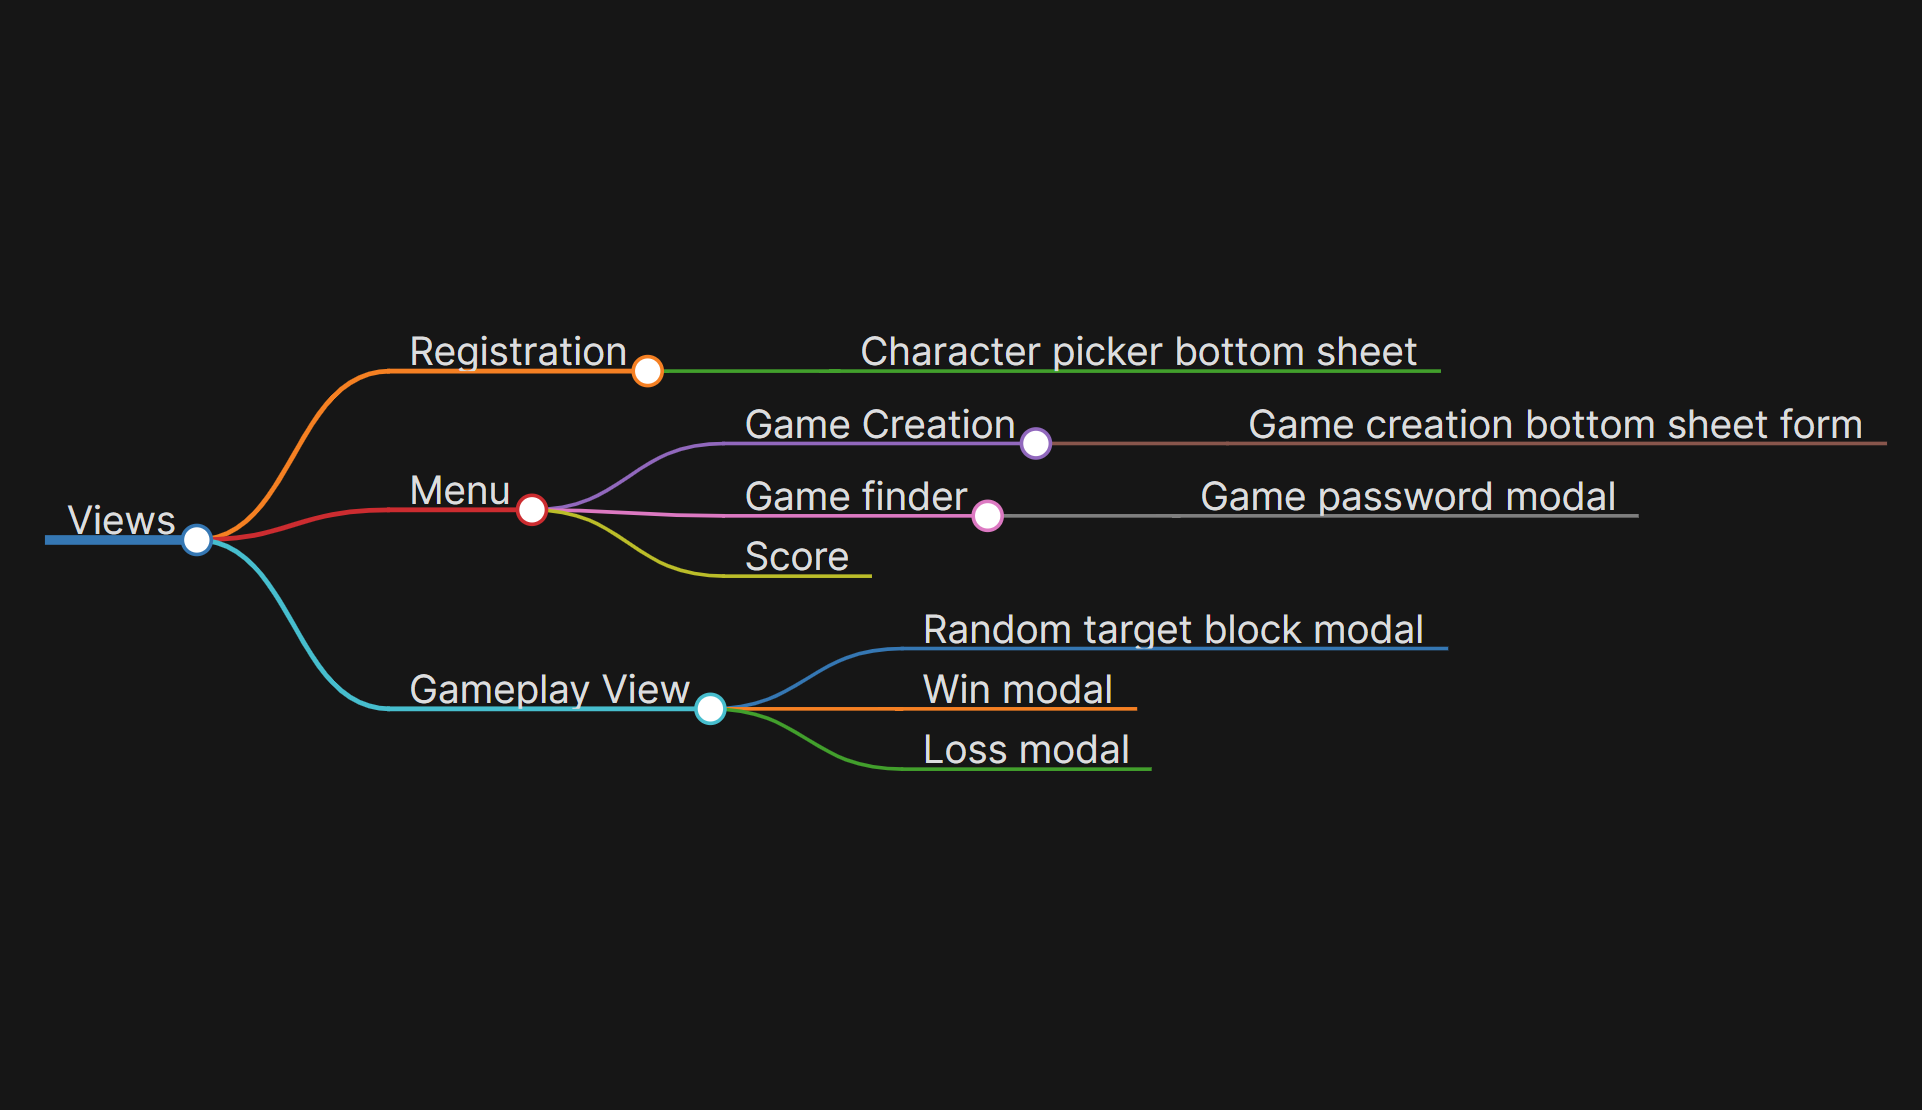 Views
Registration
Character picker bottom sheet
Menu
Game Creation
Game creation bottom sheet form
Game finder
Game password modal
Score
Gameplay View
Random target block modal
Win modal
Loss modal